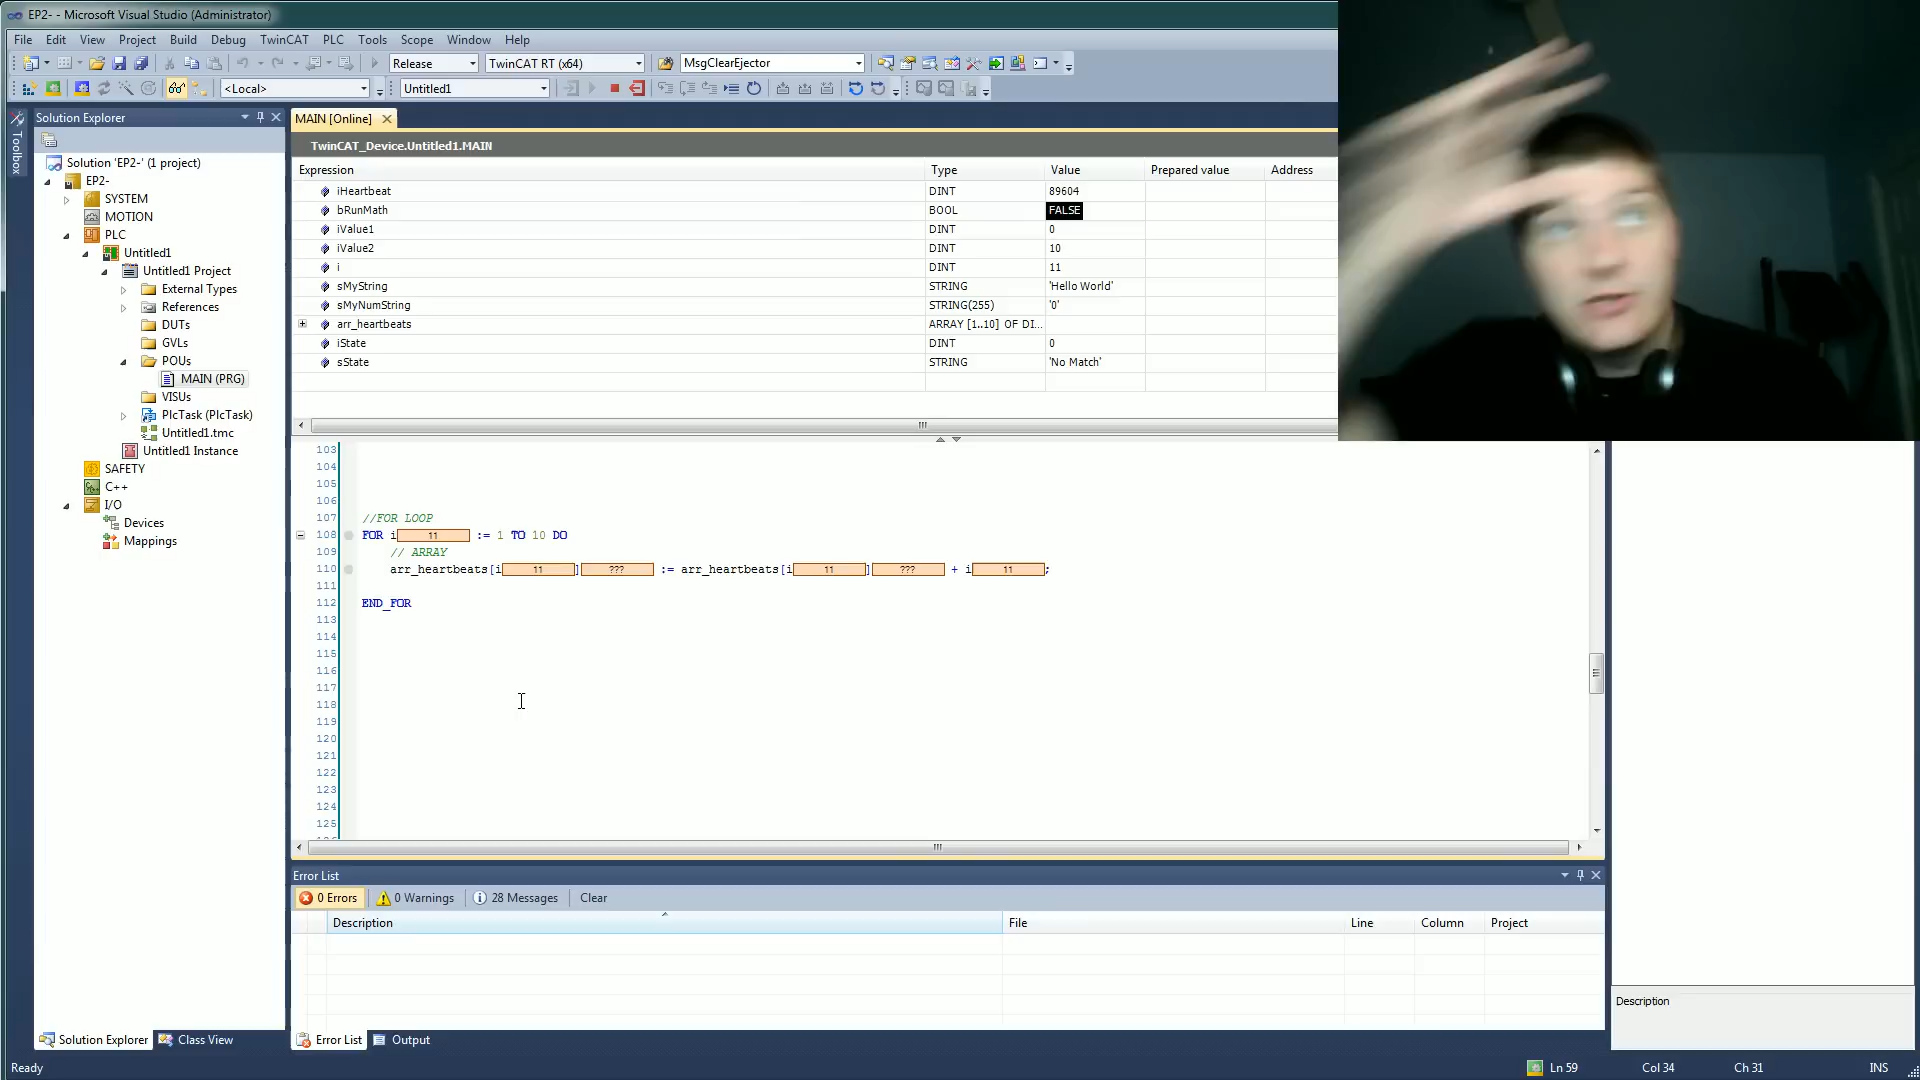 EP2- - Microsoft Visual Studio (Administrator)
File Edit View Project Build Debug TwinCAT PLC Tools Scope Window Help
Release TwinCAT RT (x64) MsgClearEjector
<Local> Untitled1
Toolbox
Solution Explorer
Solution 'EP2-' (1 project)
EP2-
SYSTEM
MOTION
PLC
Untitled1
Untitled1 Project
External Types
References
DUTs
GVLs
POUs
MAIN (PRG)
VISUs
PlcTask (PlcTask)
Untitled1.tmc
Untitled1 Instance
SAFETY
C++
I/O
Devices
Mappings
Solution Explorer Class View
MAIN [Online]
TwinCAT_Device.Untitled1.MAIN
Expression Type Value Prepared value Address
iHeartbeat DINT 89604
bRunMath BOOL FALSE
iValue1 DINT 0
iValue2 DINT 10
i DINT 11
sMyString STRING 'Hello World'
sMyNumString STRING(255) '0'
arr_heartbeats ARRAY [1..10] OF DI...
iState DINT 0
sState STRING 'No Match'
103
104
105
106
107 //FOR LOOP
108 FOR i 11 := 1 TO 10 DO
109 // ARRAY
110 arr_heartbeats[i 11 ] ??? := arr_heartbeats[i 11 ] ??? + i 11 ;
111
112 END_FOR
113
114
115
116
117
118
119
120
121
122
123
124
125
Error List
0 Errors 0 Warnings 28 Messages Clear
Description File Line Column Project
Error List Output
Description
Ready Ln 59 Col 34 Ch 31 INS